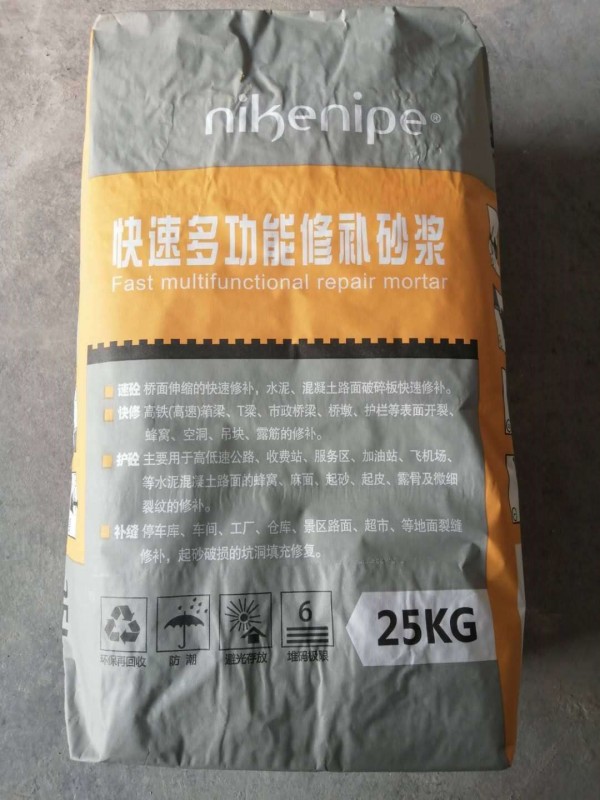 nikenipe®
快速多功能修补砂浆
Fast multifunctional repair mortar
速砼 桥面伸缩的快速修补，水泥、混凝土路面破碎板快速修补。
快修 高铁(高速)箱梁、T梁、市政桥梁、桥墩、护栏等表面开裂、
蜂窝、空洞、吊块、露筋的修补。
护砼 主要用于高低速公路、收费站、服务区、加油站、飞机场、
等水泥混凝土路面的蜂窝、麻面、起砂、起皮、露骨及微细
裂纹的修补。
补缝 停车库、车间、工厂、仓库、景区路面、超市、等地面裂缝
修补，起砂破损的坑洞填充修复。
6
25KG
环保再回收 防潮 避光存放 堆隔极限